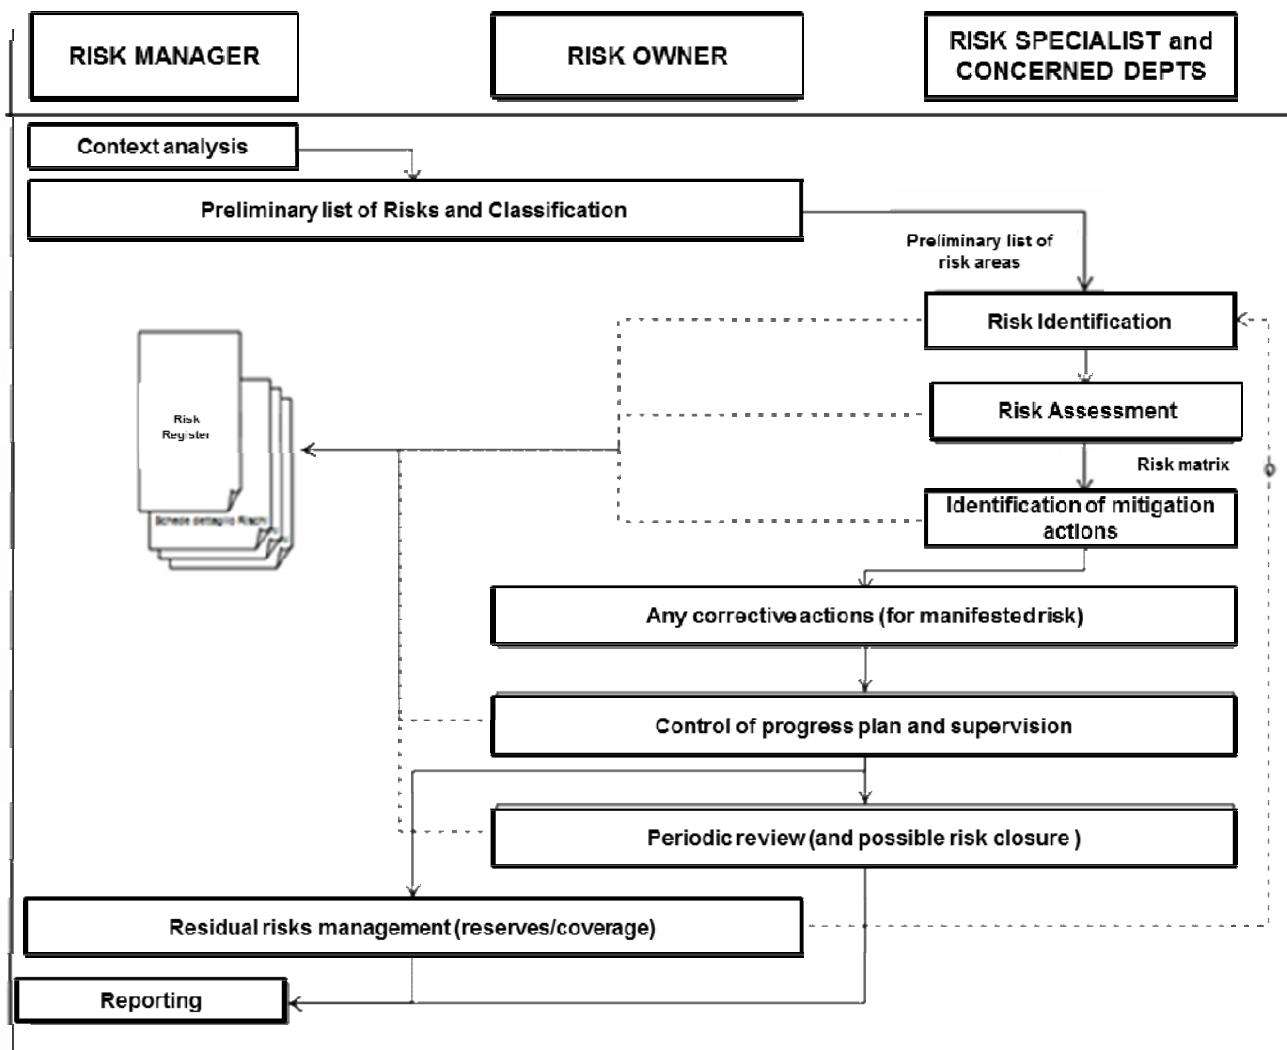 RISK MANAGER
RISK OWNER
RISK SPECIALIST and
CONCERNED DEPTS
Context analysis
Preliminary list of Risks and Classification
Preliminary list of
risk areas
Risk Identification
Risk
Register
Risk Assessment
Risk matrix
Schede dettaglio Rischi
Identification of mitigation
actions
Any corrective actions (for manifested risk)
Control of progress plan and supervision
Periodic review (and possible risk closure )
Residual risks management (reserves/coverage)
Reporting